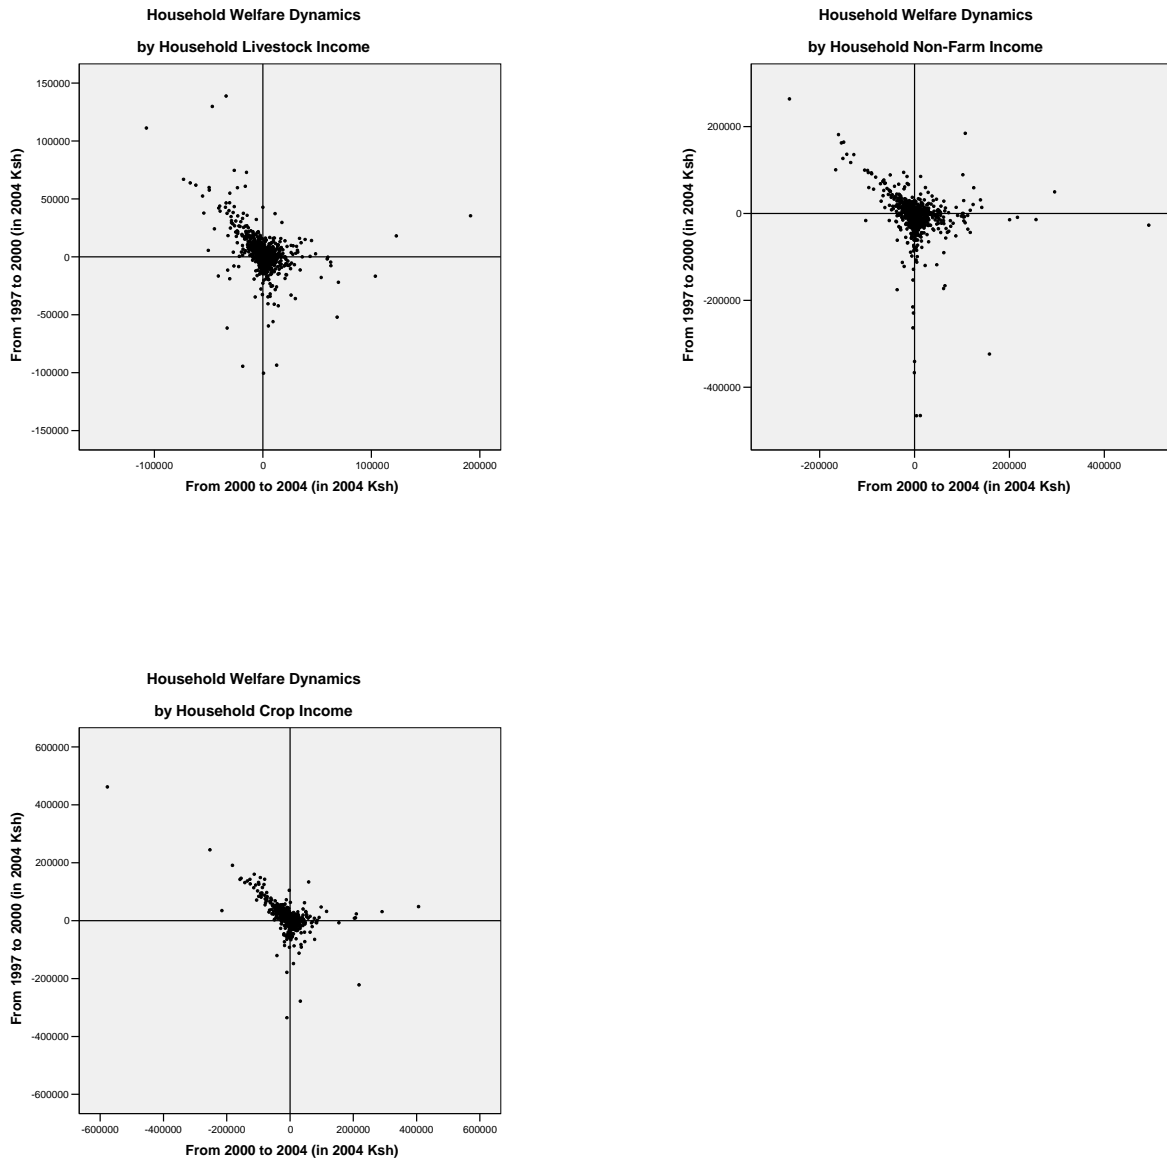 Household Welfare Dynamics
by Household Livestock Income
150000
100000
50000
0
-50000
-100000
-150000
From 1997 to 2000 (in 2004 Ksh)
-100000 0 100000 200000
From 2000 to 2004 (in 2004 Ksh)
Household Welfare Dynamics
by Household Non-Farm Income
200000
0
-200000
-400000
From 1997 to 2000 (in 2004 Ksh)
-200000 0 200000 400000
From 2000 to 2004 (in 2004 Ksh)
Household Welfare Dynamics
by Household Crop Income
600000
400000
200000
0
-200000
-400000
-600000
From 1997 to 2000 (in 2004 Ksh)
-600000 -400000 -200000 0 200000 400000 600000
From 2000 to 2004 (in 2004 Ksh)